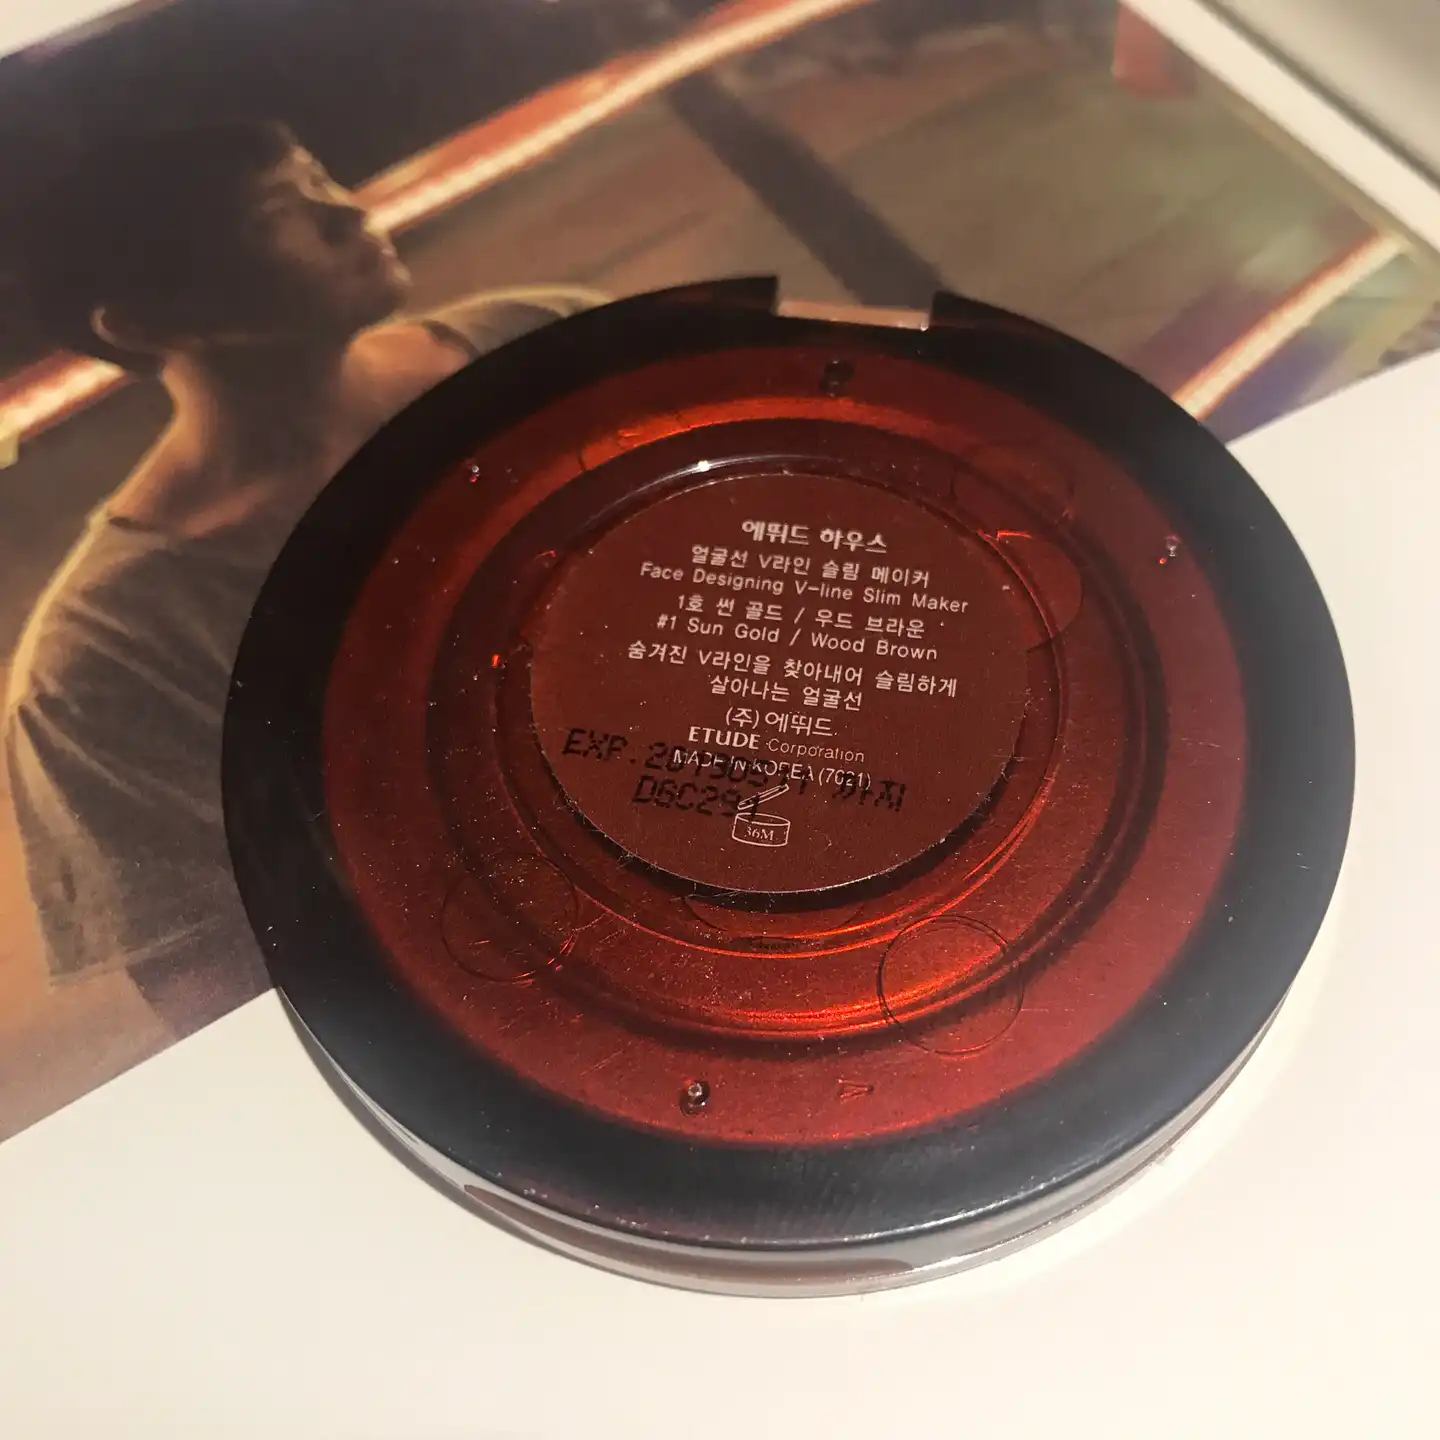 에뛰드 하우스
얼굴선 V라인 슬림 메이커
Face Designing V-line Slim Maker
1호 썬 골드 / 우드 브라운
#1 Sun Gold / Wood Brown
숨겨진 V라인을 찾아내어 슬림하게
살아나는 얼굴선
(주)에뛰드
ETUDE Corporation
MADE IN KOREA (7021)
EXP. 까지
36M